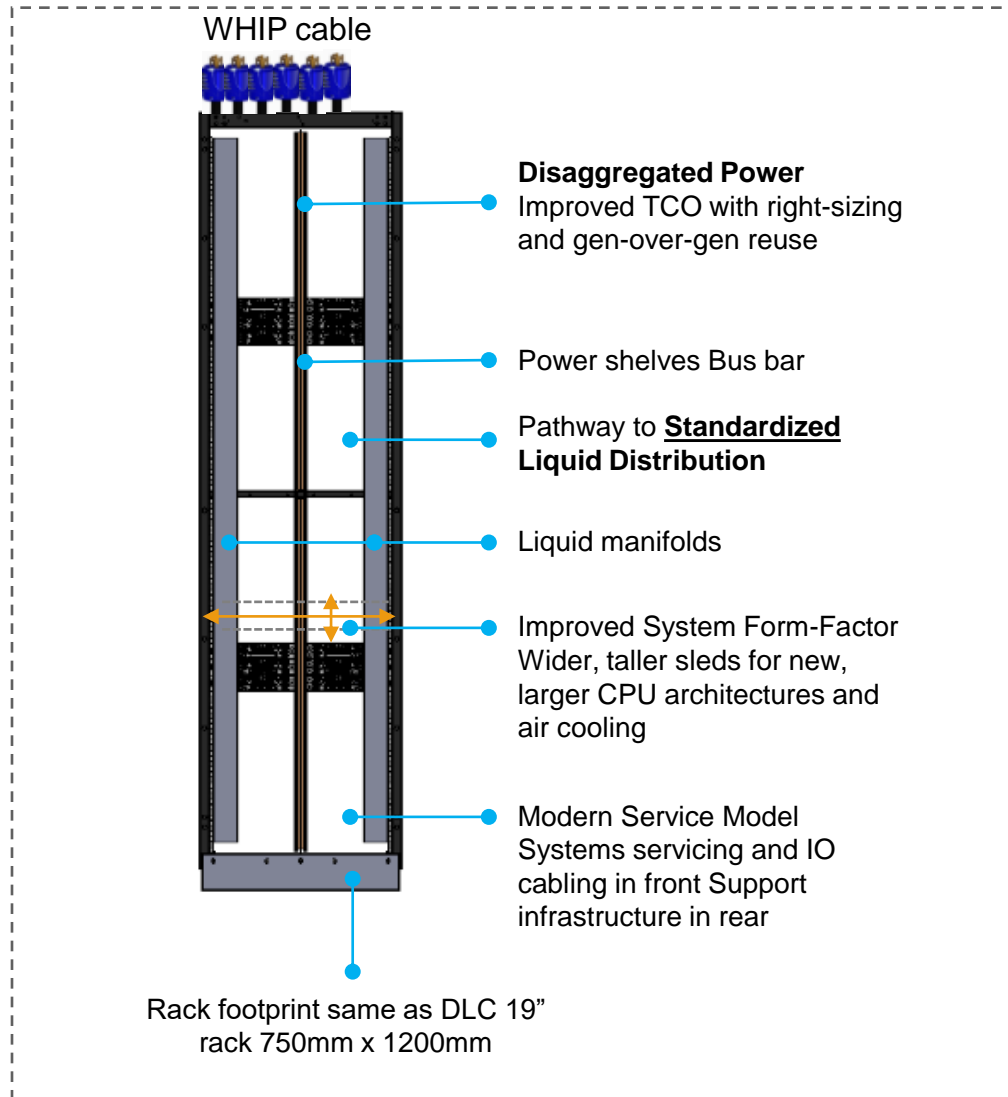 WHIP cable
Disaggregated Power
Improved TCO with right-sizing
and gen-over-gen reuse
Power shelves Bus bar
Pathway to Standardized
Liquid Distribution
Liquid manifolds
Improved System Form-Factor
Wider, taller sleds for new,
larger CPU architectures and
air cooling
Modern Service Model
Systems servicing and IO
cabling in front Support
infrastructure in rear
Rack footprint same as DLC 19”
rack 750mm x 1200mm